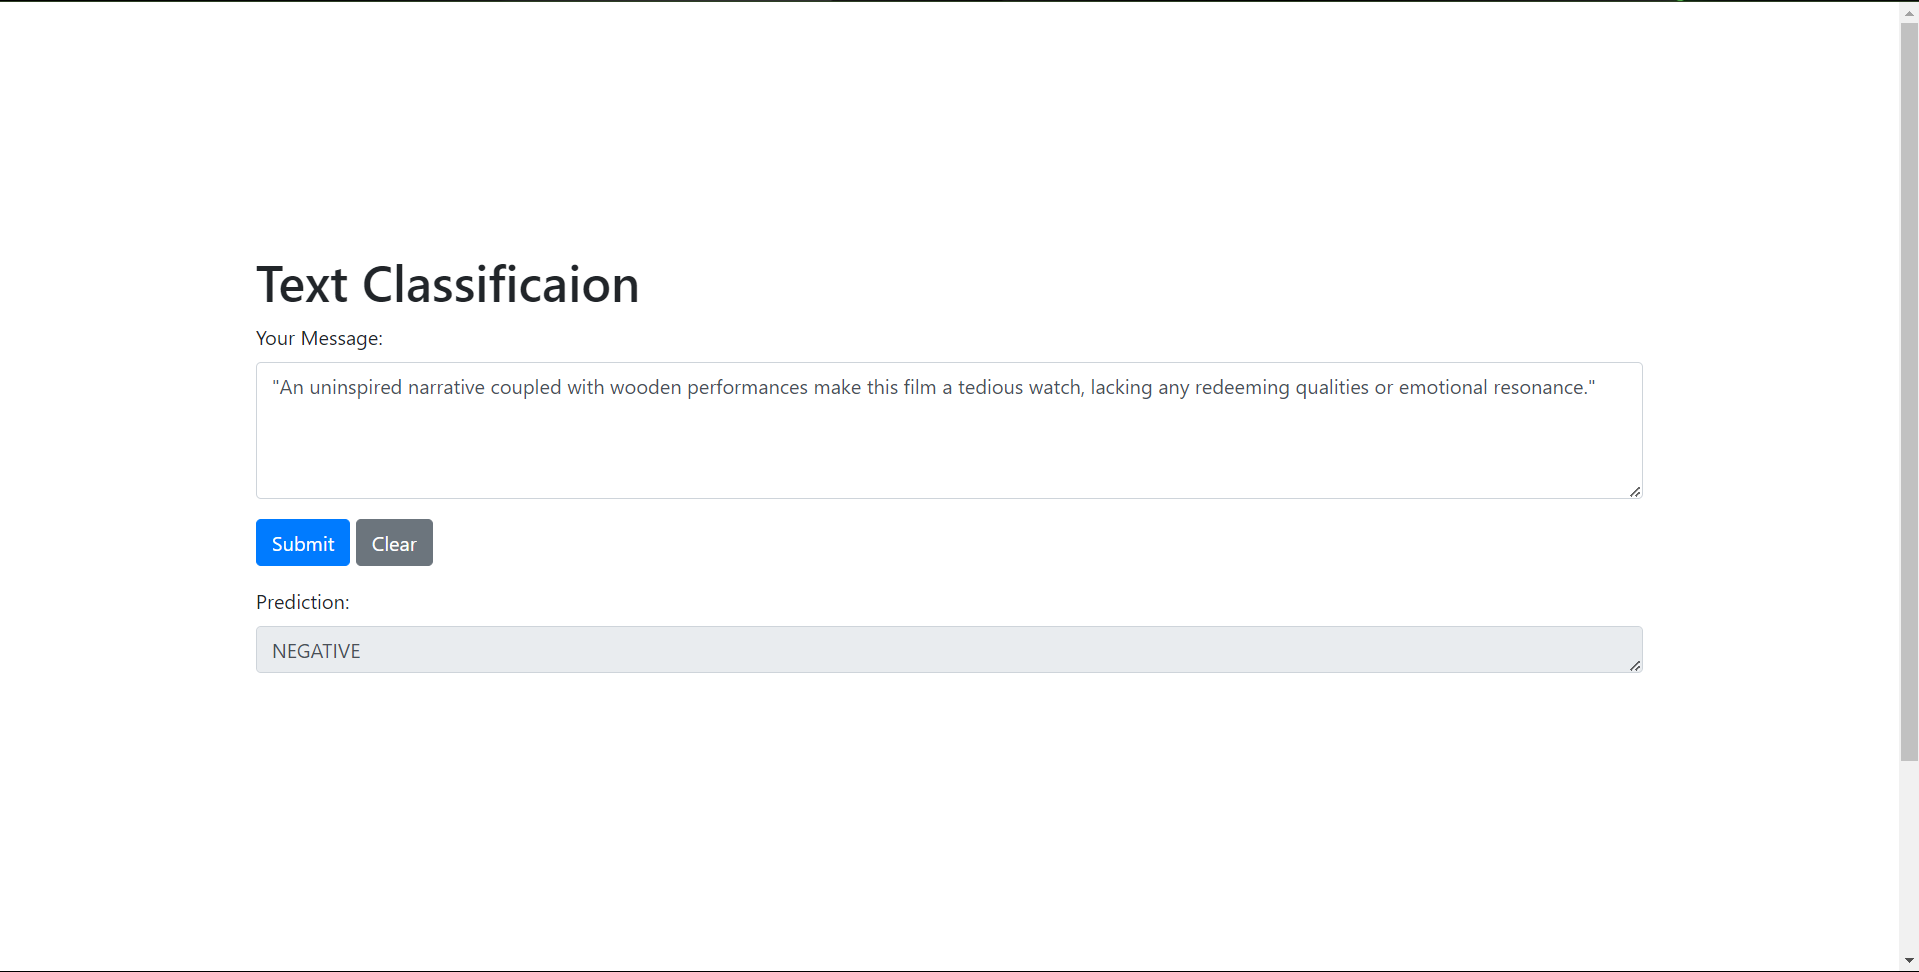 Text Classificaion
Your Message:
"An uninspired narrative coupled with wooden performances make this film a tedious watch, lacking any redeeming qualities or emotional resonance."
Submit Clear
Prediction:
NEGATIVE